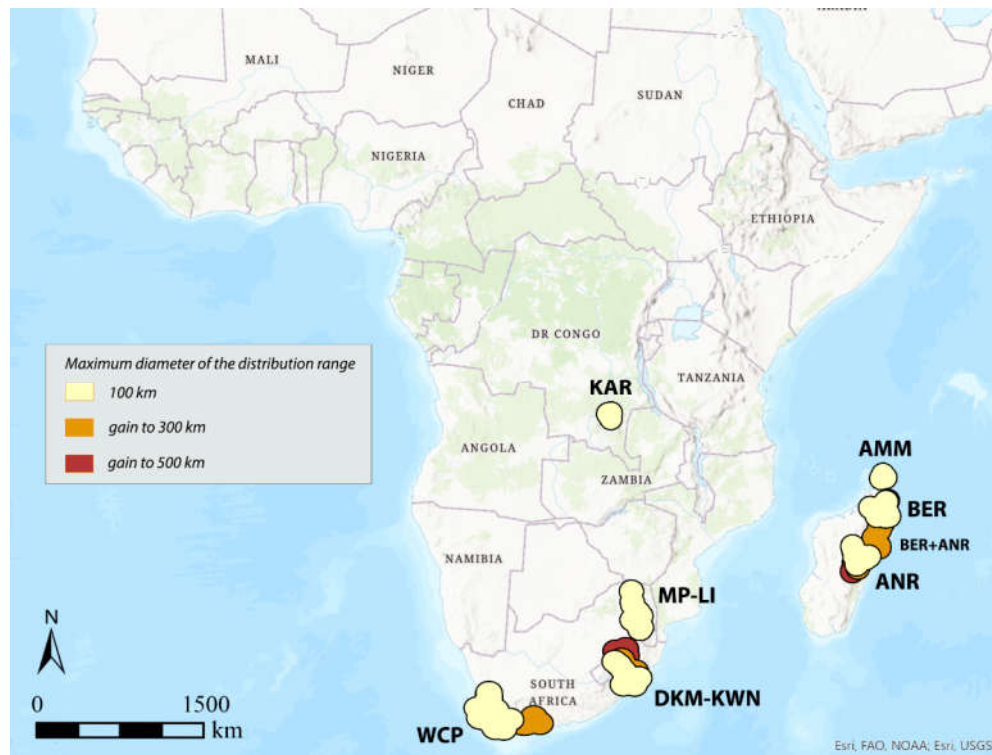 MALI
NIGER
CHAD
SUDAN
NIGERIA
ETHIOPIA
DR CONGO
Maximum diameter of the distribution range
100 km
gain to 300 km
gain to 500 km
KAR
TANZANIA
ANGOLA
AMM
ZAMBIA
BER
BER+ANR
NAMIBIA
ANR
MP-LI
N
SOUTH
AFRICA
DKM-KWN
0 1500
km
WCP
Esri, FAO, NOAA; Esri, USGS